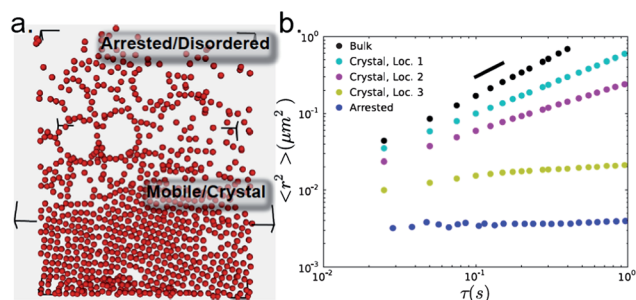 a.
Arrested/Disordered
Mobile/Crystal
b.
Bulk
Crystal, Loc. 1
Crystal, Loc. 2
Crystal, Loc. 3
Arrested
< r² > (μm²)
10⁰
10⁻¹
10⁻²
10⁻³
10⁻² 10⁻¹ 10⁰
τ(s)